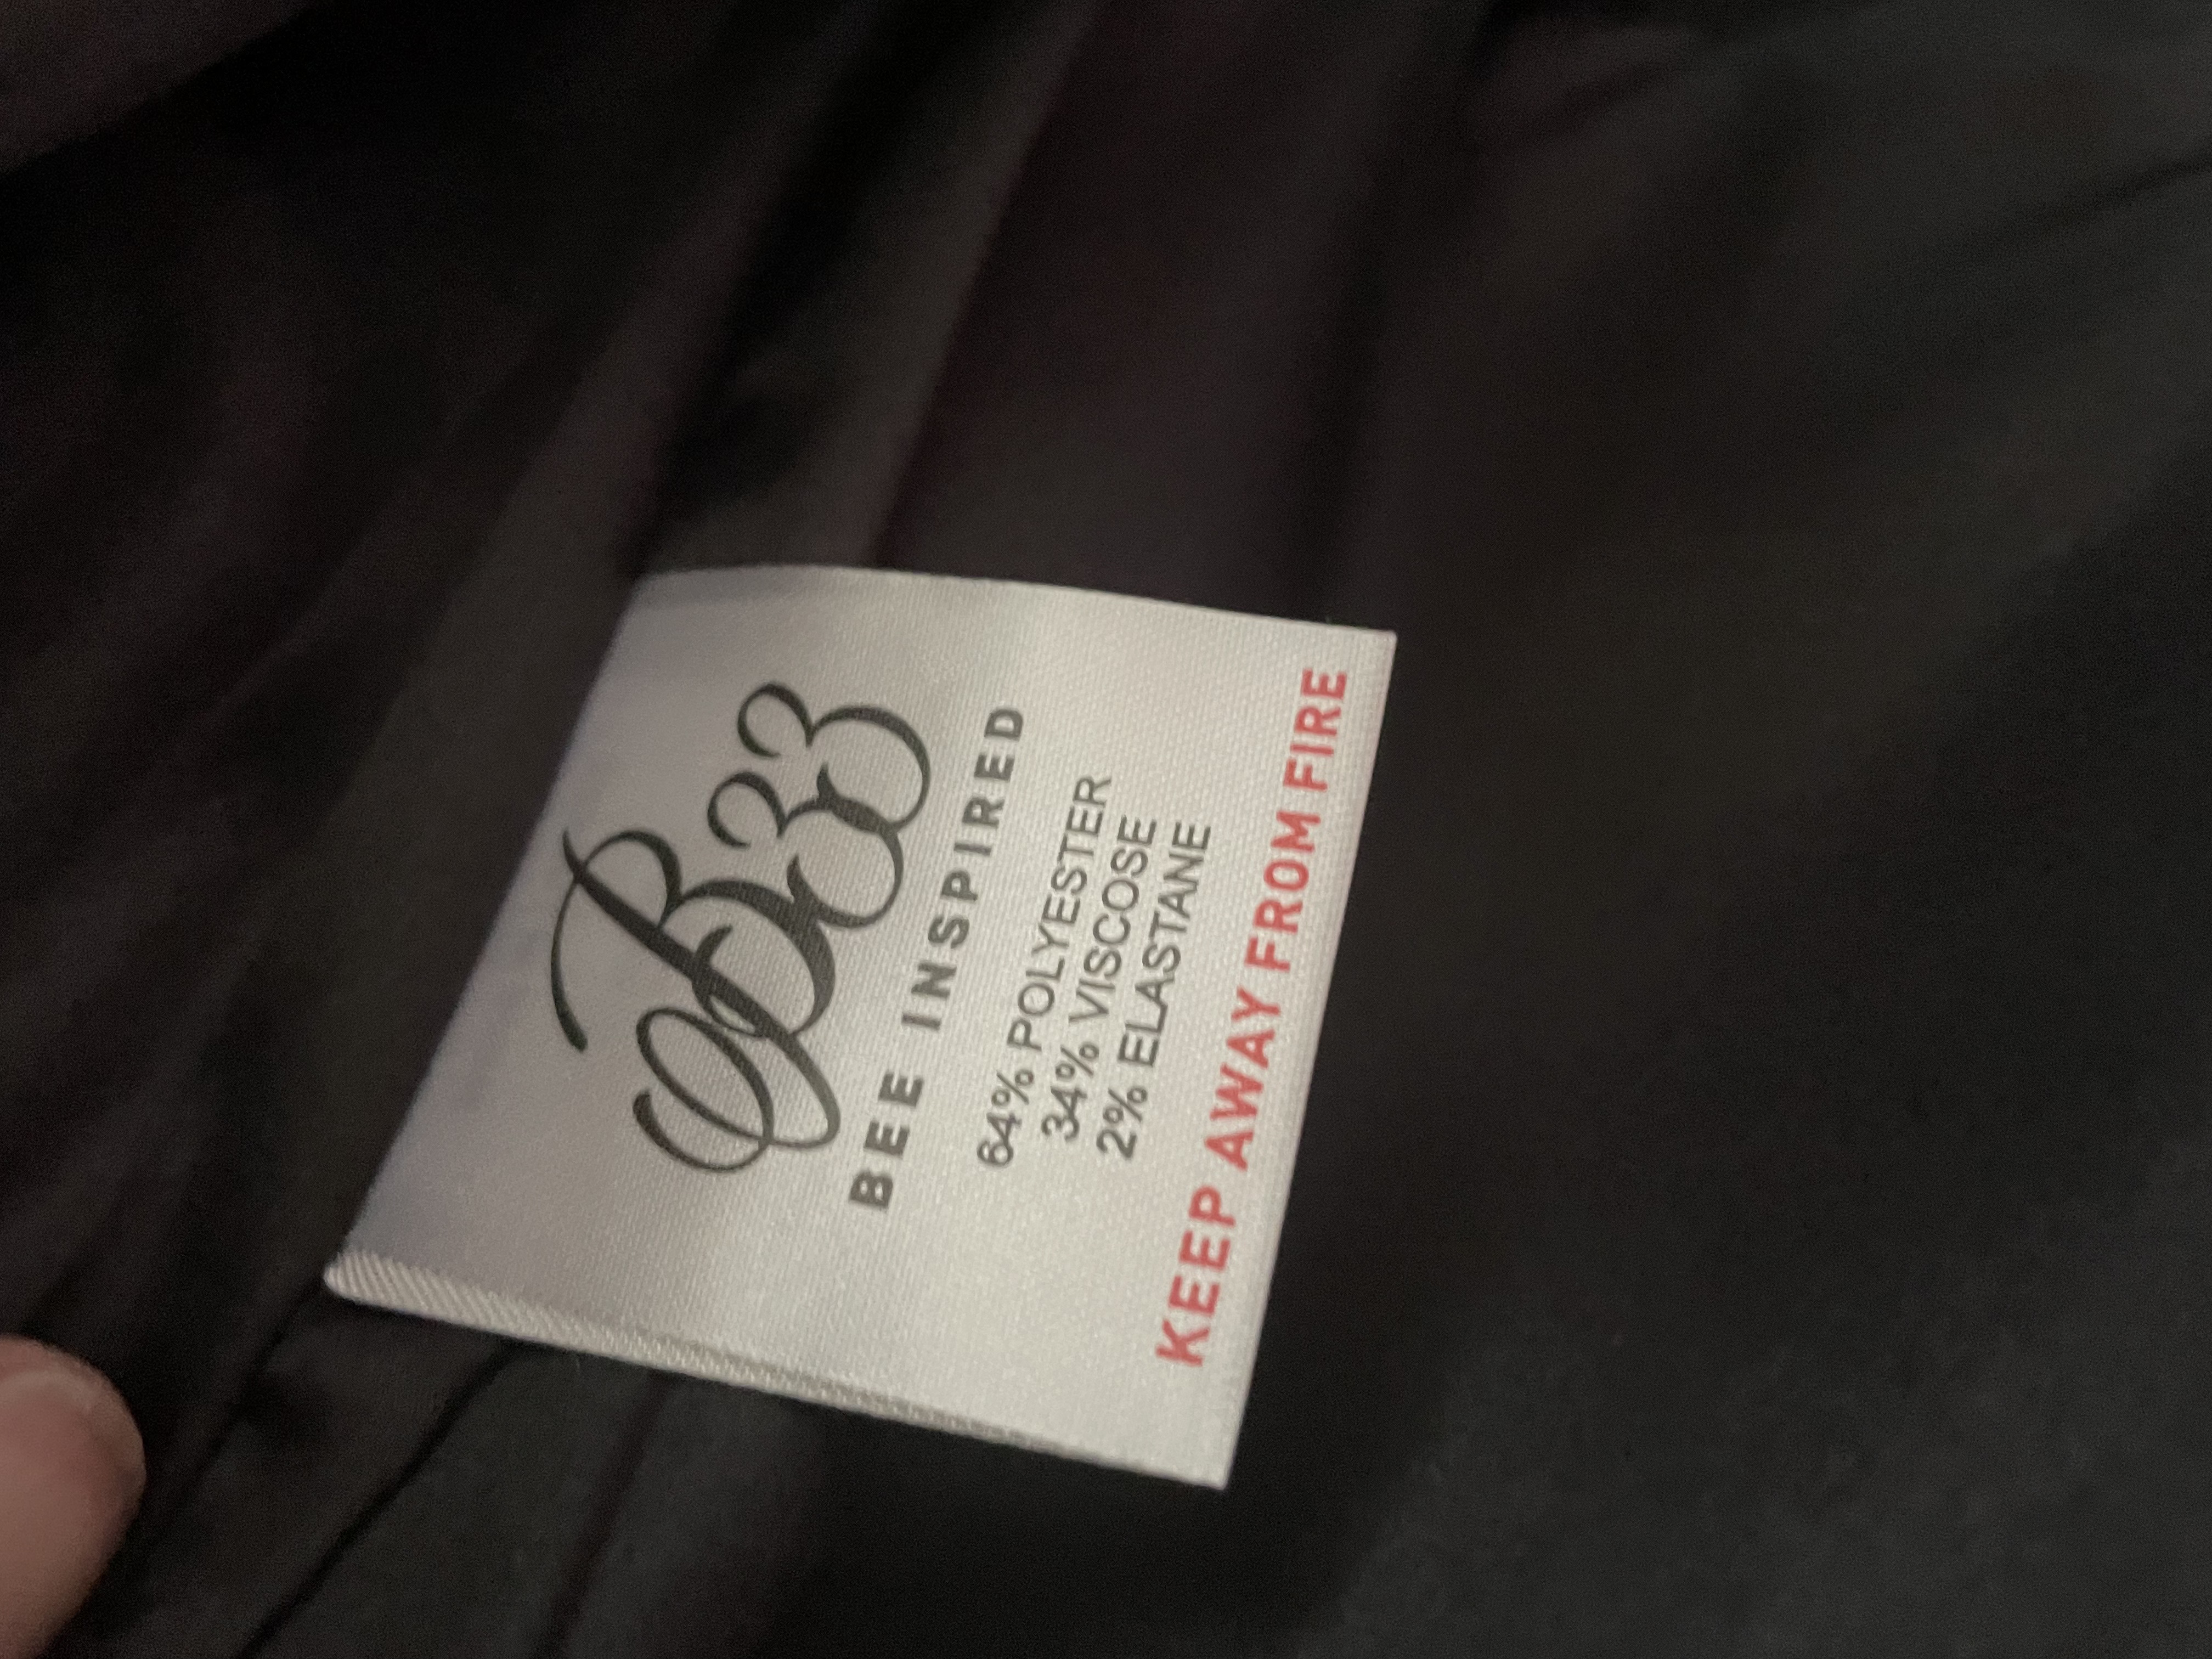 B33
BEE INSPIRED
64% POLYESTER
34% VISCOSE
2% ELASTANE
KEEP AWAY FROM FIRE